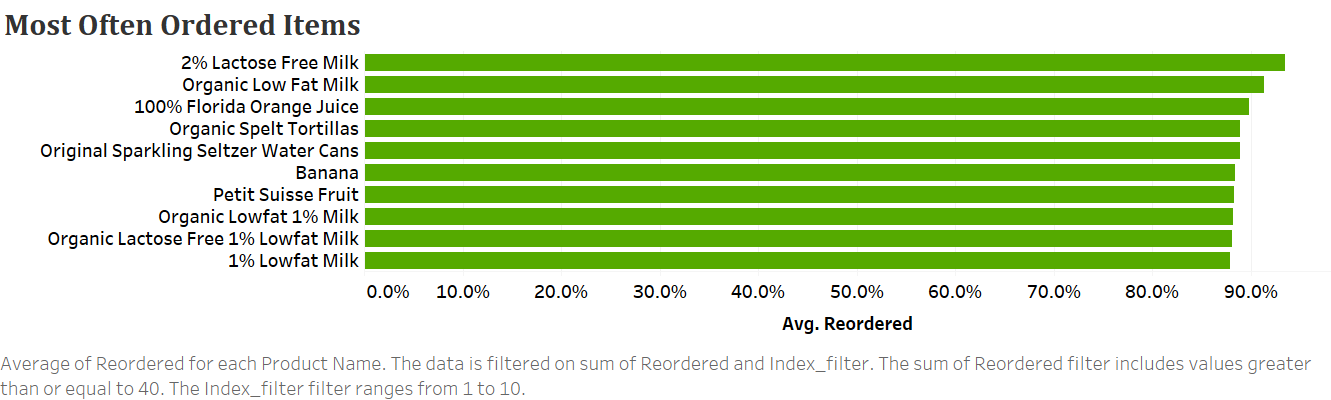 Most Often Ordered Items
2% Lactose Free Milk
Organic Low Fat Milk
100% Florida Orange Juice
Organic Spelt Tortillas
Original Sparkling Seltzer Water Cans
Banana
Petit Suisse Fruit
Organic Lowfat 1% Milk
Organic Lactose Free 1% Lowfat Milk
1% Lowfat Milk
0.0% 10.0% 20.0% 30.0% 40.0% 50.0% 60.0% 70.0% 80.0% 90.0%
Avg. Reordered
Average of Reordered for each Product Name. The data is filtered on sum of Reordered and Index_filter. The sum of Reordered filter includes values greater
than or equal to 40. The Index_filter filter ranges from 1 to 10.